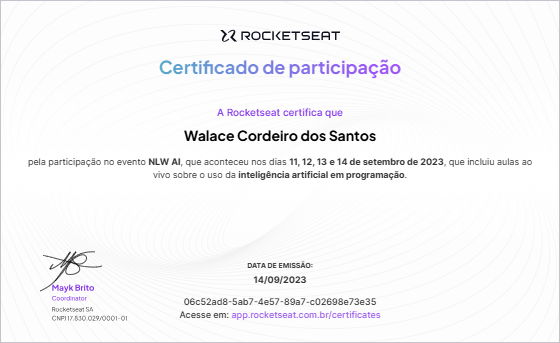 ROCKETSEAT
Certificado de participação
A Rocketseat certifica que
Walace Cordeiro dos Santos
pela participação no evento NLW AI, que aconteceu nos dias 11, 12, 13 e 14 de setembro de 2023, que incluiu aulas ao
vivo sobre o uso da inteligência artificial em programação.
Mayk Brito
Coordinator
Rocketseat SA
CNPJ 17.830.029/0001-01
DATA DE EMISSÃO:
14/09/2023
06c52ad8-5ab7-4e57-89a7-c02698e73e35
Acesse em: app.rocketseat.com.br/certificates